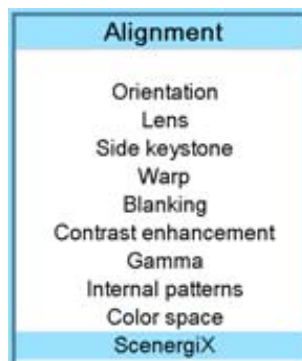 Alignment
Orientation
Lens
Side keystone
Warp
Blanking
Contrast enhancement
Gamma
Internal patterns
Color space
ScenergiX